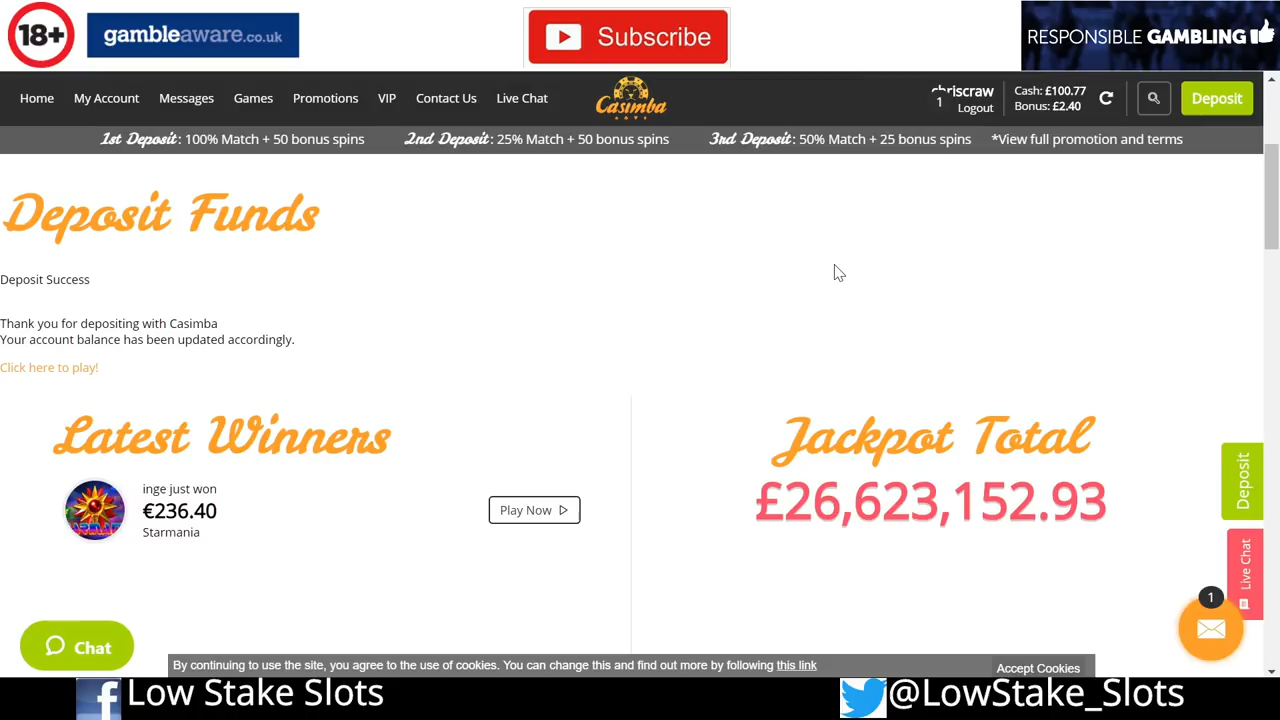 18+
gambleaware.co.uk
Subscribe
RESPONSIBLE GAMBLING
Home My Account Messages Games Promotions VIP Contact Us Live Chat
Casimba
chriscraw
1 Logout
Cash: £100.77
Bonus: £2.40
Deposit
1st Deposit: 100% Match + 50 bonus spins 2nd Deposit: 25% Match + 50 bonus spins 3rd Deposit: 50% Match + 25 bonus spins *View full promotion and terms
Deposit Funds
Deposit Success
Thank you for depositing with Casimba
Your account balance has been updated accordingly.
Click here to play!
Latest Winners
inge just won
€236.40
Starmania
Play Now
Jackpot Total
£26,623,152.93
Deposit
Live Chat
1
Chat
By continuing to use the site, you agree to the use of cookies. You can change this and find out more by following this link
Accept Cookies
Low Stake Slots
@LowStake_Slots